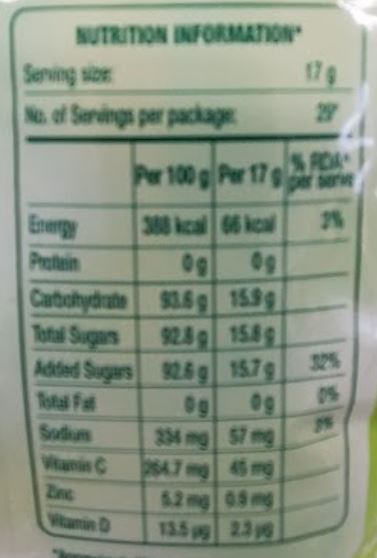 NUTRITION INFORMATION*
Serving size: 17 g
No. of Servings per package: 29*
Per 100 g Per 17 g % RDA* per serve
Energy 388 kcal 66 kcal 3%
Protein 0 g 0 g
Carbohydrate 93.6 g 15.9 g
Total Sugars 92.8 g 15.8 g
Added Sugars 92.6 g 15.7 g 32%
Total Fat 0 g 0 g 0%
Sodium 334 mg 57 mg 3%
Vitamin C 264.7 mg 45 mg
Zinc 5.2 mg 0.9 mg
Vitamin D 13.5 µg 2.3 µg